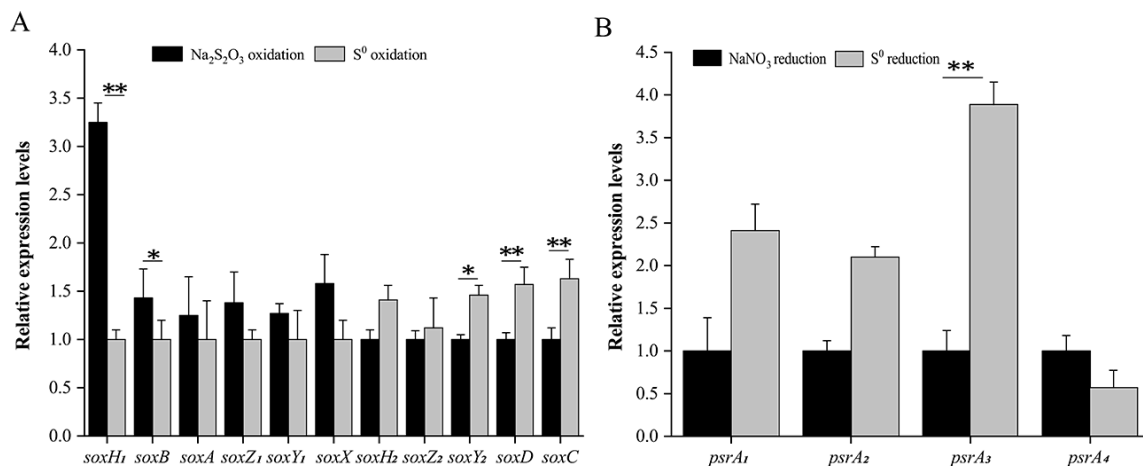 A
Na₂S₂O₃ oxidation
S⁰ oxidation
Relative expression levels
4.0
3.5
3.0
2.5
2.0
1.5
1.0
0.5
0.0
**
*
*
**
**
soxH₁
soxB
soxA
soxZ₁
soxY₁
soxX
soxH₂
soxZ₂
soxY₂
soxD
soxC
B
NaNO₃ reduction
S⁰ reduction
Relative expression levels
4.5
4.0
3.5
3.0
2.5
2.0
1.5
1.0
0.5
0.0
**
psrA₁
psrA₂
psrA₃
psrA₄